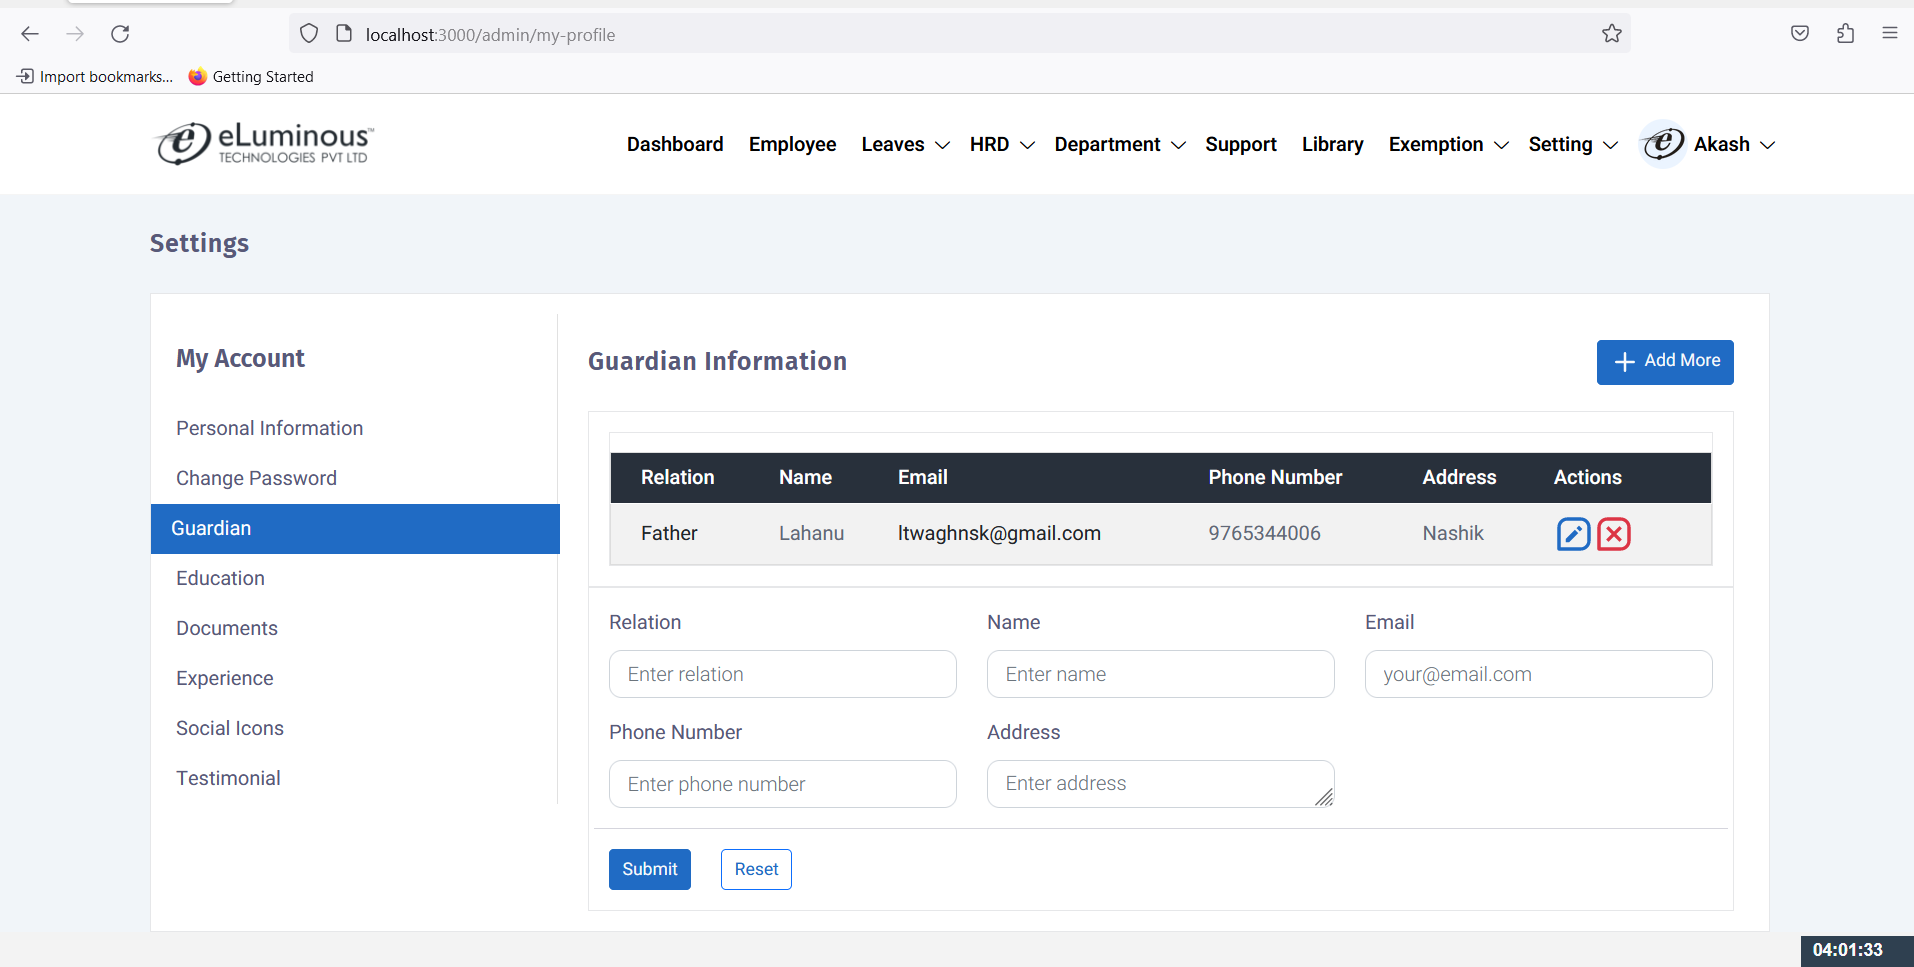 localhost:3000/admin/my-profile
Import bookmarks... Getting Started
eLuminous™
TECHNOLOGIES PVT LTD
Dashboard Employee Leaves HRD Department Support Library Exemption Setting Akash
Settings
My Account
Personal Information
Change Password
Guardian
Education
Documents
Experience
Social Icons
Testimonial
Guardian Information
Add More
Relation Name Email Phone Number Address Actions
Father Lahanu ltwaghnsk@gmail.com 9765344006 Nashik
Relation Name Email
Enter relation Enter name your@email.com
Phone Number Address
Enter phone number Enter address
Submit Reset
04:01:33